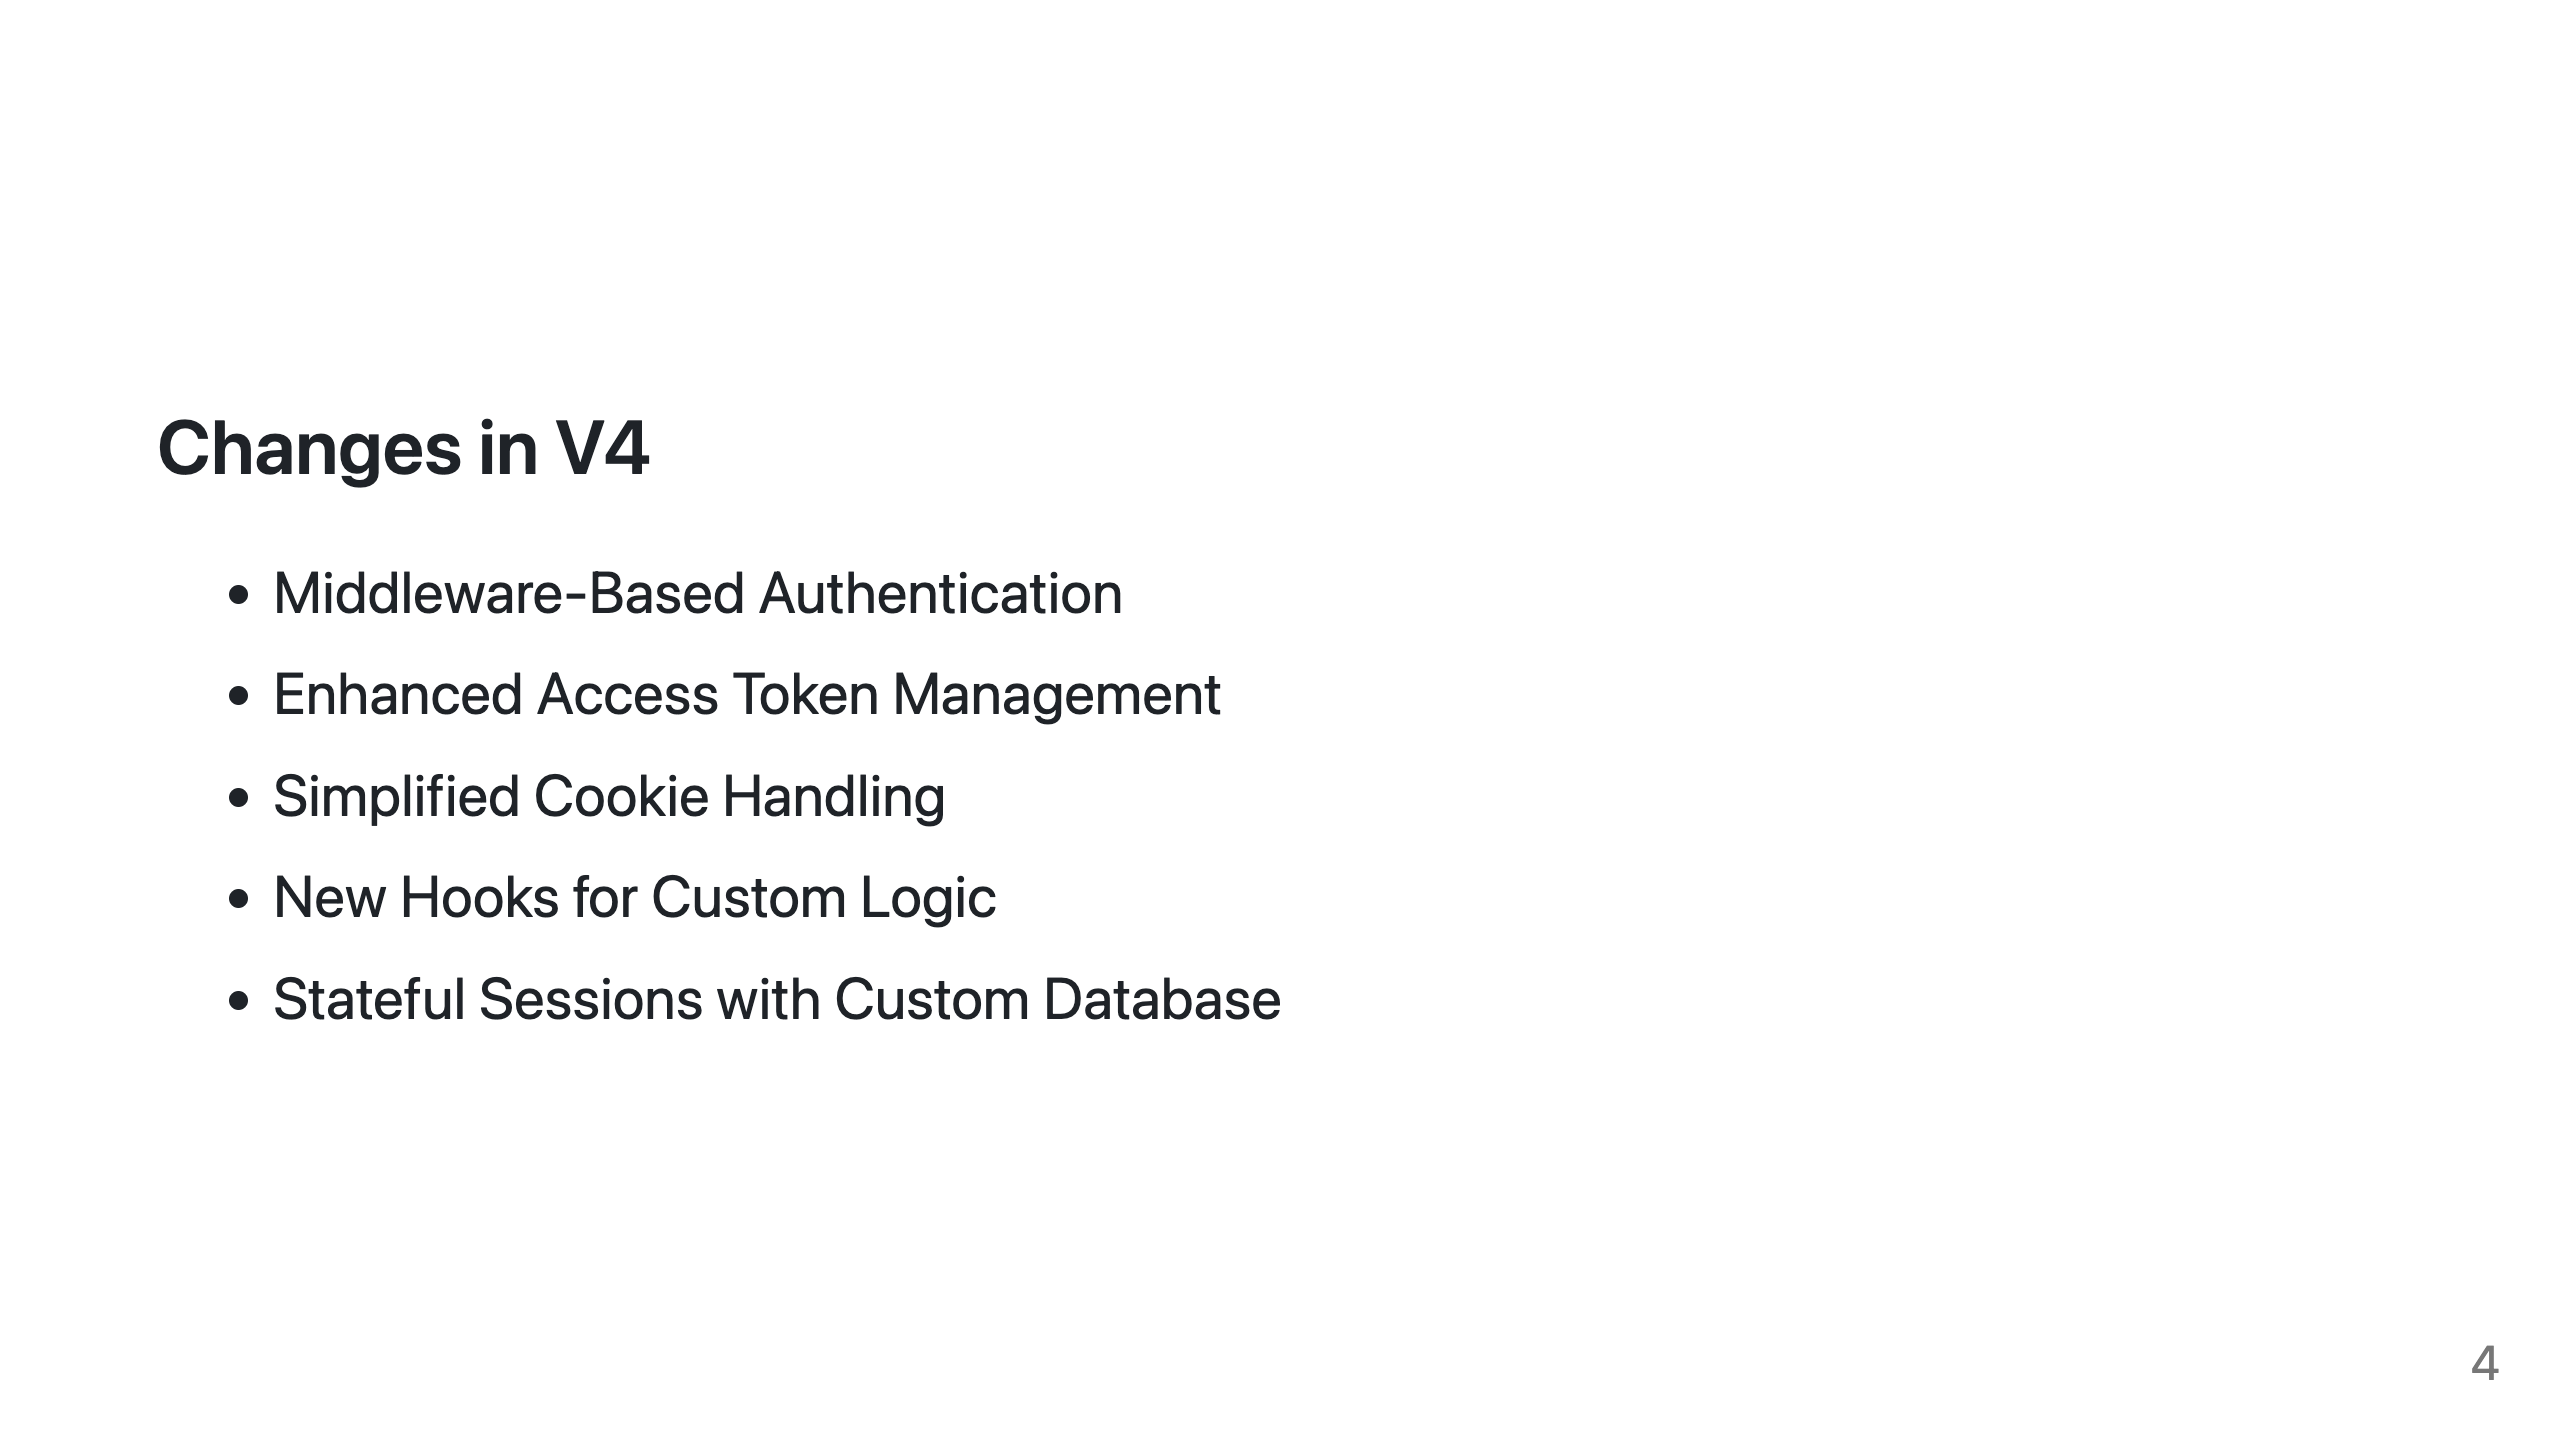 Changes in V4
• Middleware-Based Authentication
• Enhanced Access Token Management
• Simplified Cookie Handling
• New Hooks for Custom Logic
• Stateful Sessions with Custom Database
4